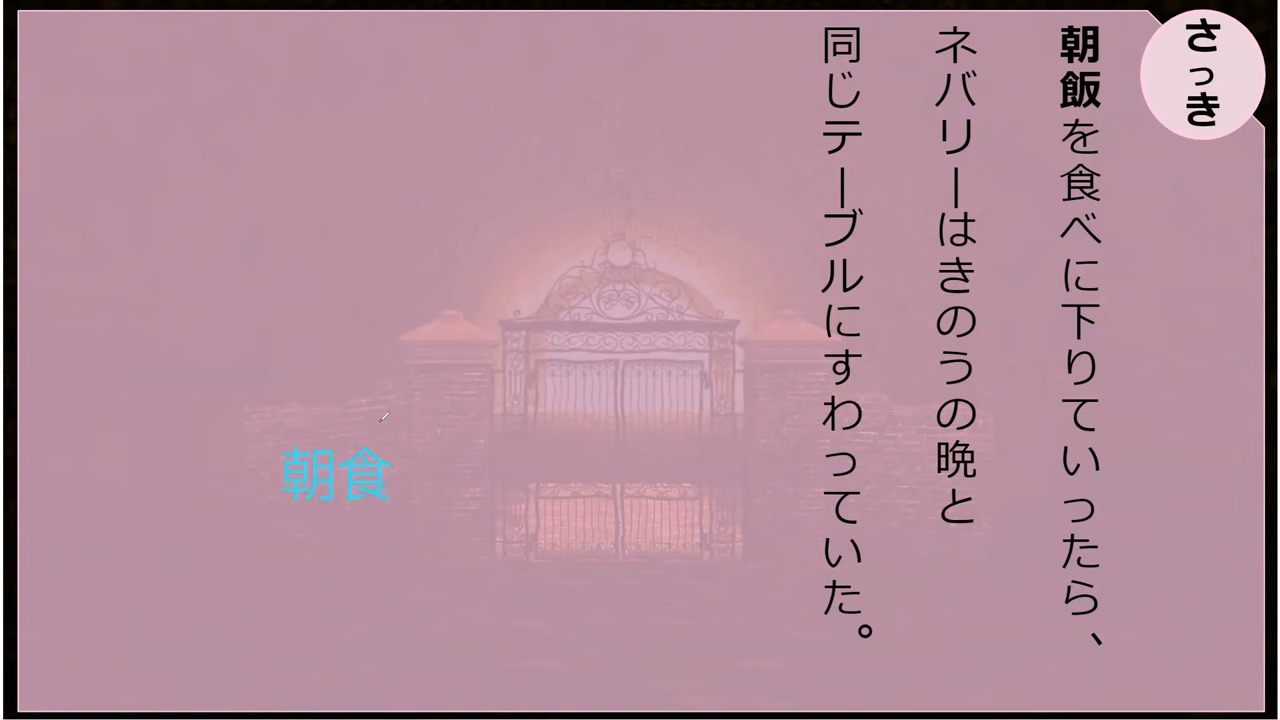 さっき
朝飯を食べに下りていったら、
ネバリーはきのうの晩と
同じテーブルにすわっていた。
朝食